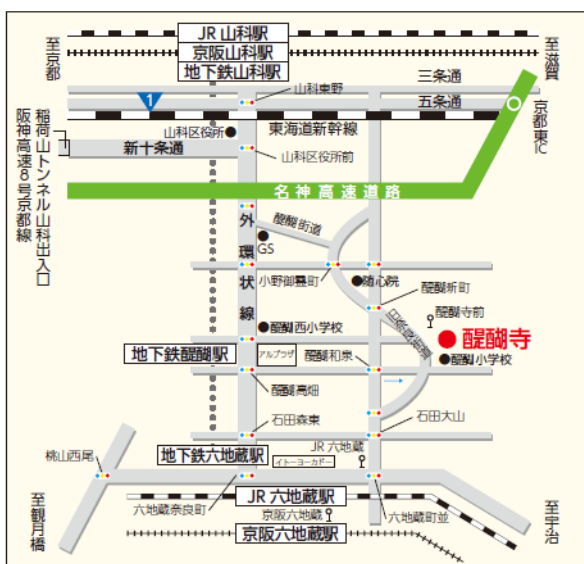 至京都
JR 山科駅
京阪山科駅
地下鉄山科駅
至滋賀
三条通
山科東野
五条通
1
京都東IC
東海道新幹線
山科区役所
新十条通
山科区役所前
稲荷山トンネル山科出入口
阪神高速8号京都線
名神高速道路
外環状線
醍醐街道
GS
小野御霊町
随心院
醍醐新町
醍醐寺前
旧奈良街道
醍醐寺
醍醐西小学校
地下鉄醍醐駅
アルプラザ
醍醐和泉
醍醐小学校
醍醐高畑
石田森東
石田大山
桃山西尾
地下鉄六地蔵駅
JR 六地蔵
イトーヨーカドー
至観月橋
六地蔵奈良町
JR 六地蔵駅
六地蔵町並
京阪六地蔵
京阪六地蔵駅
至宇治